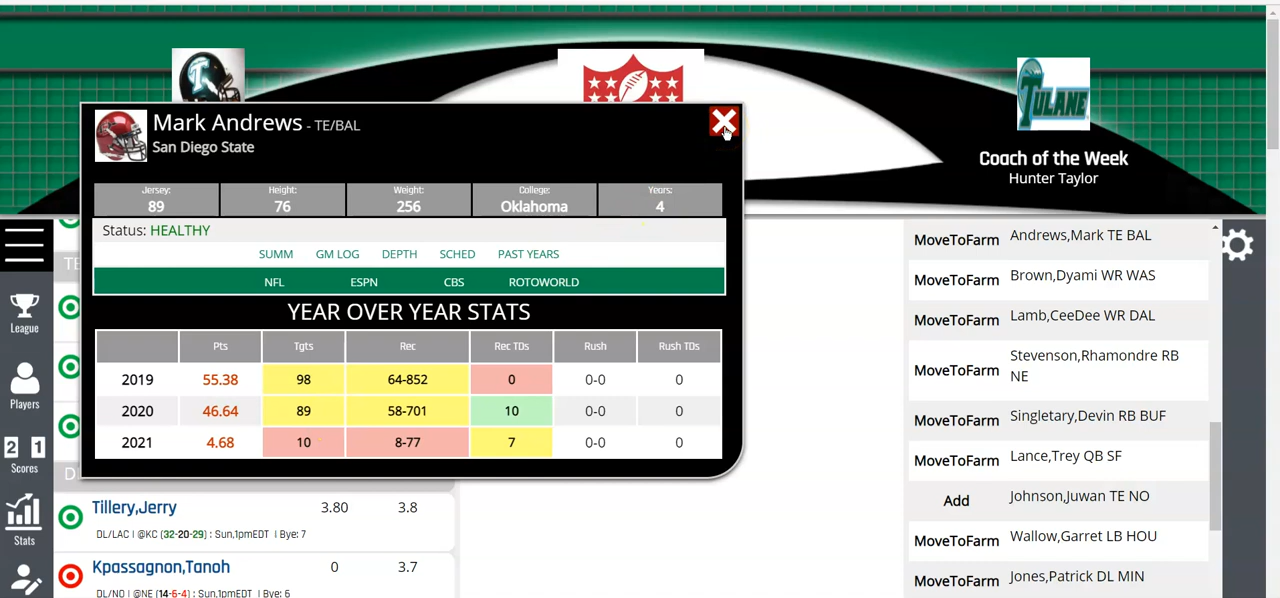 TULANE
Coach of the Week
Hunter Taylor
Mark Andrews - TE/BAL
San Diego State
Jersey: Height: Weight: College: Years:
89 76 256 Oklahoma 4
Status: HEALTHY
SUMM GM LOG DEPTH SCHED PAST YEARS
NFL ESPN CBS ROTOWORLD
YEAR OVER YEAR STATS
Pts Tgts Rec Rec TDs Rush Rush TDs
2019 55.38 98 64-852 0 0-0 0
2020 46.64 89 58-701 10 0-0 0
2021 4.68 10 8-77 7 0-0 0
League
Players
2 1
Scores
Stats
TE
D
Tillery,Jerry 3.80 3.8
DL/LAC | @KC (32-20-29) : Sun,1pmEDT | Bye: 7
Kpassagnon,Tanoh 0 3.7
DL/NO | @NE (14-6-4) : Sun,1pmEDT | Bye: 6
MoveToFarm Andrews,Mark TE BAL
MoveToFarm Brown,Dyami WR WAS
MoveToFarm Lamb,CeeDee WR DAL
MoveToFarm Stevenson,Rhamondre RB
NE
MoveToFarm Singletary,Devin RB BUF
MoveToFarm Lance,Trey QB SF
Add Johnson,Juwan TE NO
MoveToFarm Wallow,Garret LB HOU
MoveToFarm Jones,Patrick DL MIN